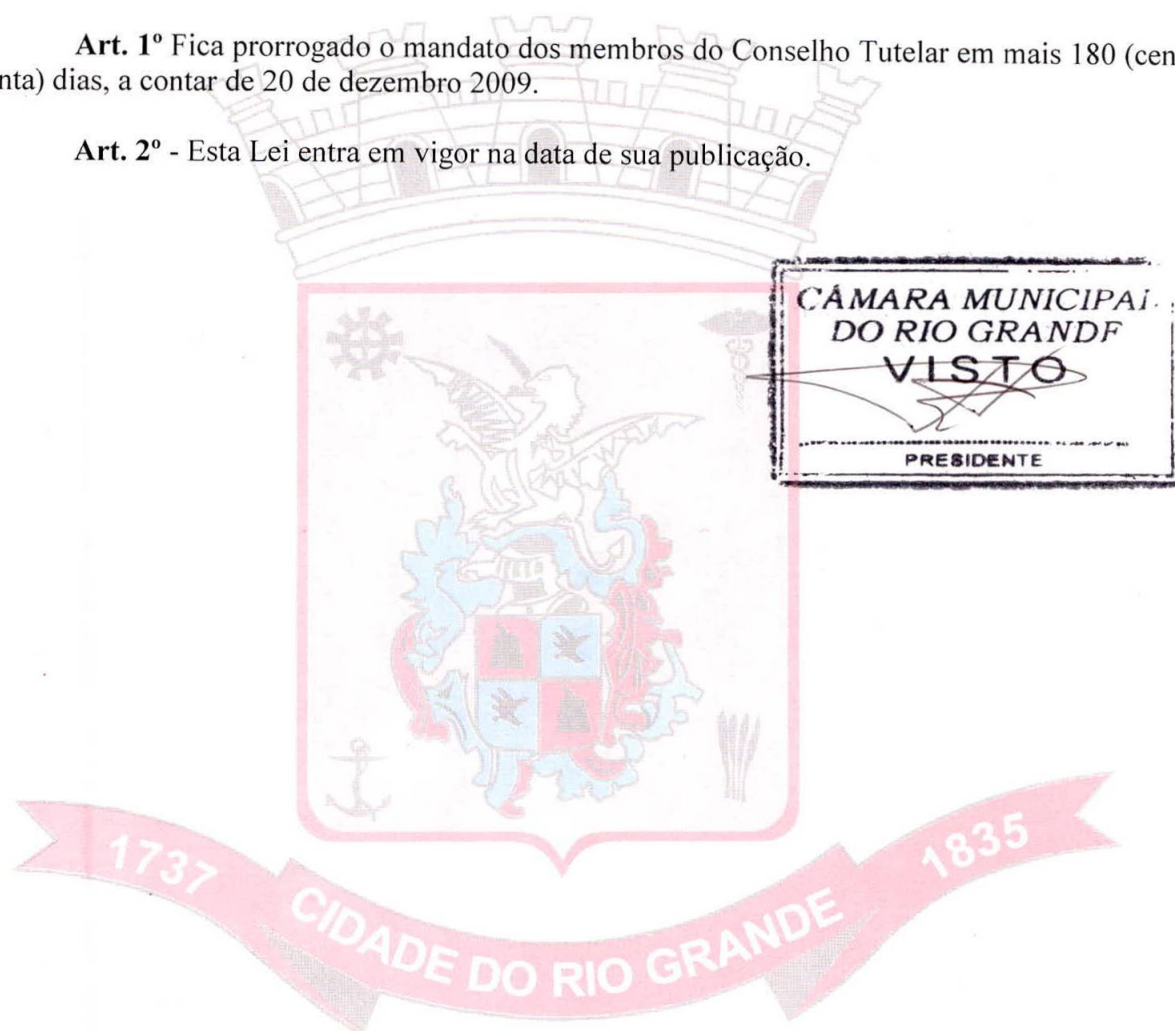 Art. 1º Fica prorrogado o mandato dos membros do Conselho Tutelar em mais 180 (cen
nta) dias, a contar de 20 de dezembro 2009.
Art. 2º - Esta Lei entra em vigor na data de sua publicação.
CÂMARA MUNICIPAL
DO RIO GRANDE
VISTO
PRESIDENTE
1737 CIDADE DO RIO GRANDE 1835